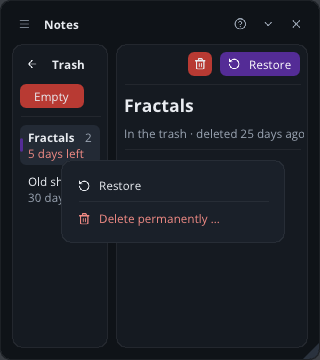 Notes
Trash
Empty
Fractals 2
5 days left
Old sh
30 day
Restore
Fractals
In the trash · deleted 25 days ago
Restore
Delete permanently ...